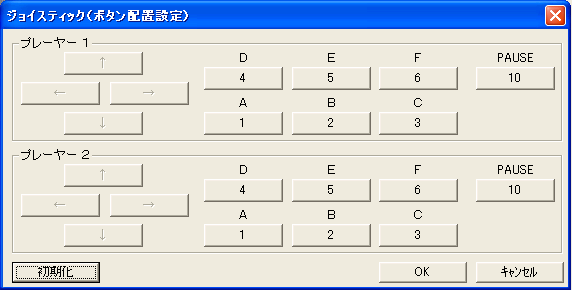 ジョイスティック(ボタン配置設定)
プレーヤー 1
↑
← →
↓
D E F PAUSE
4 5 6 10
A B C
1 2 3
プレーヤー 2
↑
← →
↓
D E F PAUSE
4 5 6 10
A B C
1 2 3
初期化 OK キャンセル